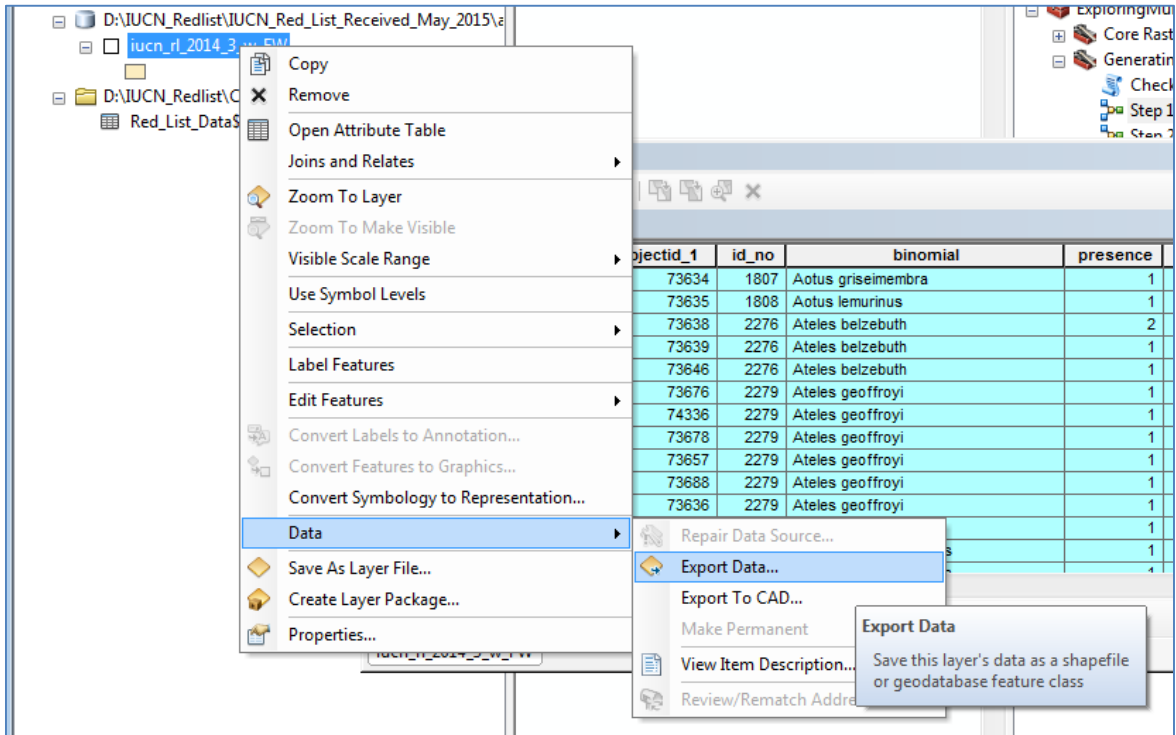 D:\IUCN_Redlist\IUCN_Red_List_Received_May_2015\a
iucn_rl_2014_3_w_FW
D:\IUCN_Redlist\C
Red_List_Data$
Copy
Remove
Open Attribute Table
Joins and Relates
Zoom To Layer
Zoom To Make Visible
Visible Scale Range
Use Symbol Levels
Selection
Label Features
Edit Features
Convert Labels to Annotation...
Convert Features to Graphics...
Convert Symbology to Representation...
Data
Save As Layer File...
Create Layer Package...
Properties...
iucn_rl_2014_3_w_FW
Repair Data Source...
Export Data...
Export To CAD...
Make Permanent
View Item Description...
Review/Rematch Addre
Export Data
Save this layer's data as a shapefile
or geodatabase feature class
ExploringMu
Core Rast
Generatin
Check
Step 1
Step 2
bjectid_1 id_no binomial presence
73634 1807 Aotus griseimembra 1
73635 1808 Aotus lemurinus 1
73638 2276 Ateles belzebuth 2
73639 2276 Ateles belzebuth 1
73646 2276 Ateles belzebuth 1
73676 2279 Ateles geoffroyi 1
74336 2279 Ateles geoffroyi 1
73678 2279 Ateles geoffroyi 1
73657 2279 Ateles geoffroyi 1
73688 2279 Ateles geoffroyi 1
73636 2279 Ateles geoffroyi 1
1
s 1
1